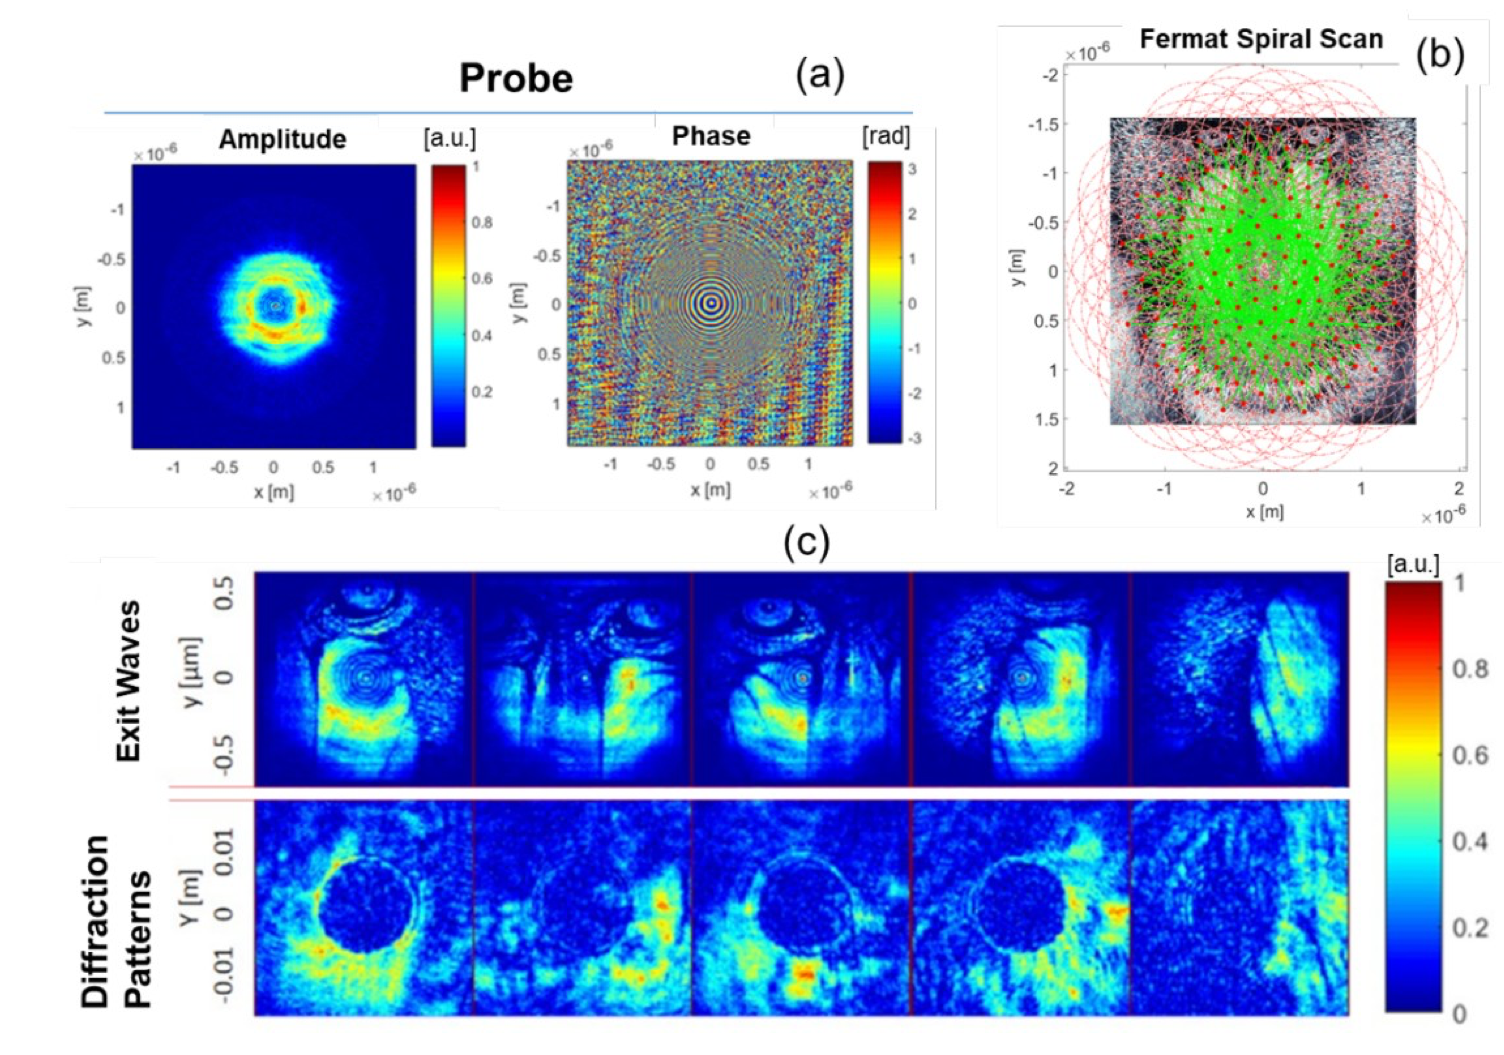 Probe
(a)
Amplitude
[a.u.]
×10⁻⁶
-1
-0.5
0
0.5
1
y [m]
-1 -0.5 0 0.5 1
x [m]
×10⁻⁶
1
0.8
0.6
0.4
0.2
Phase
[rad]
×10⁻⁶
-1
-0.5
0
0.5
1
y [m]
-1 -0.5 0 0.5 1
x [m]
×10⁻⁶
3
2
1
0
-1
-2
-3
Fermat Spiral Scan
(b)
×10⁻⁶
-2
-1.5
-1
-0.5
0
0.5
1
1.5
2
y [m]
-2 -1 0 1 2
x [m]
×10⁻⁶
(c)
[a.u.]
Exit Waves
y [µm]
0.5
0
-0.5
Diffraction
Patterns
Y [m]
0.01
0
-0.01
1
0.8
0.6
0.4
0.2
0